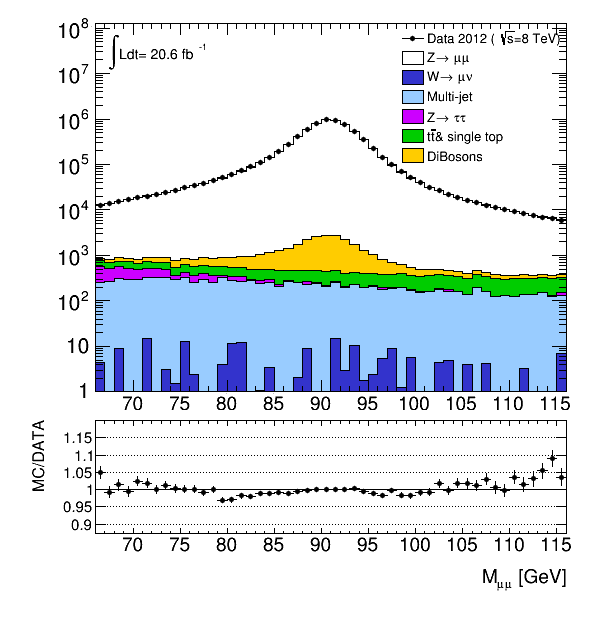 ∫ Ldt= 20.6 fb⁻¹
Data 2012 ( √s=8 TeV)
Z→ μμ
W→ μν
Multi-jet
Z→ ττ
tt̄& single top
DiBosons
10⁸
10⁷
10⁶
10⁵
10⁴
10³
10²
10
1
70 75 80 85 90 95 100 105 110 115
MC/DATA
1.15
1.1
1.05
1
0.95
0.9
70 75 80 85 90 95 100 105 110 115
Mμμ [GeV]